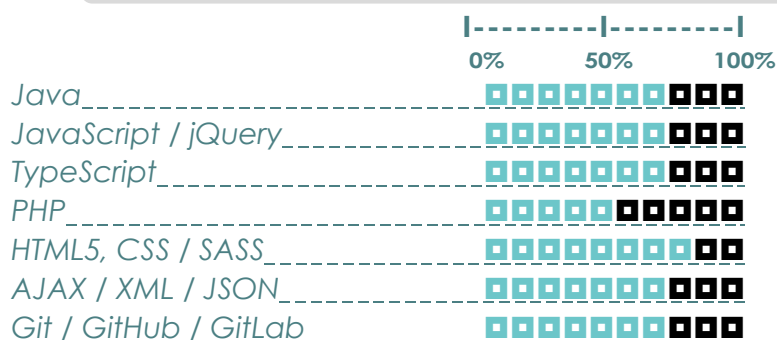 |---------|---------|
0% 50% 100%
Java
JavaScript / jQuery
TypeScript
PHP
HTML5, CSS / SASS
AJAX / XML / JSON
Git / GitHub / GitLab